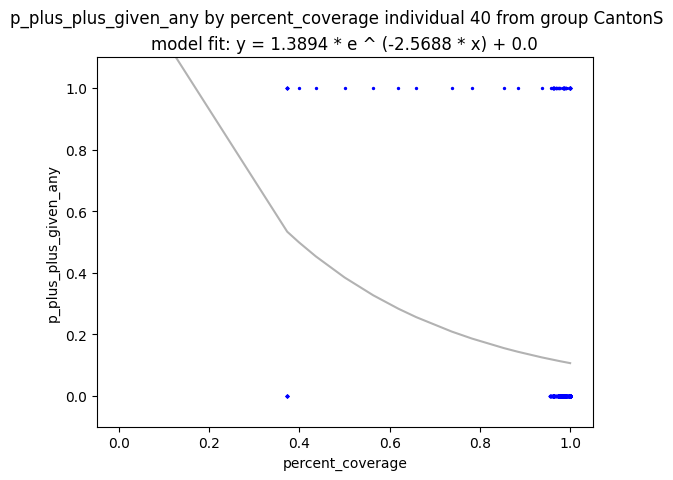 p_plus_plus_given_any by percent_coverage individual 40 from group CantonS
model fit: y = 1.3894 * e ^ (-2.5688 * x) + 0.0
1.0
0.8
0.6
0.4
0.2
0.0
p_plus_plus_given_any
0.0 0.2 0.4 0.6 0.8 1.0
percent_coverage